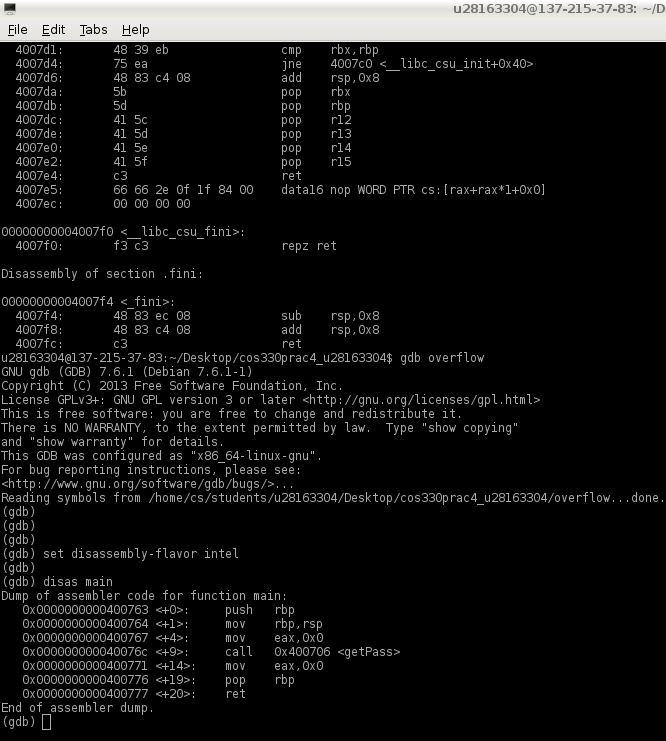 u28163304@137-215-37-83: ~/D
File Edit Tabs Help
4007d1: 48 39 eb cmp rbx,rbp
4007d4: 75 ea jne 4007c0 <__libc_csu_init+0x40>
4007d6: 48 83 c4 08 add rsp,0x8
4007da: 5b pop rbx
4007db: 5d pop rbp
4007dc: 41 5c pop r12
4007de: 41 5d pop r13
4007e0: 41 5e pop r14
4007e2: 41 5f pop r15
4007e4: c3 ret
4007e5: 66 66 2e 0f 1f 84 00 data16 nop WORD PTR cs:[rax+rax*1+0x0]
4007ec: 00 00 00 00
00000000004007f0 <__libc_csu_fini>:
4007f0: f3 c3 repz ret
Disassembly of section .fini:
00000000004007f4 <_fini>:
4007f4: 48 83 ec 08 sub rsp,0x8
4007f8: 48 83 c4 08 add rsp,0x8
4007fc: c3 ret
u28163304@137-215-37-83:~/Desktop/cos330prac4_u28163304$ gdb overflow
GNU gdb (GDB) 7.6.1 (Debian 7.6.1-1)
Copyright (C) 2013 Free Software Foundation, Inc.
License GPLv3+: GNU GPL version 3 or later <http://gnu.org/licenses/gpl.html>
This is free software: you are free to change and redistribute it.
There is NO WARRANTY, to the extent permitted by law.  Type "show copying"
and "show warranty" for details.
This GDB was configured as "x86_64-linux-gnu".
For bug reporting instructions, please see:
<http://www.gnu.org/software/gdb/bugs/>...
Reading symbols from /home/cs/students/u28163304/Desktop/cos330prac4_u28163304/overflow...done.
(gdb)
(gdb)
(gdb)
(gdb) set disassembly-flavor intel
(gdb)
(gdb) disas main
Dump of assembler code for function main:
0x0000000000400763 <+0>: push rbp
0x0000000000400764 <+1>: mov rbp,rsp
0x0000000000400767 <+4>: mov eax,0x0
0x000000000040076c <+9>: call 0x400706 <getPass>
0x0000000000400771 <+14>: mov eax,0x0
0x0000000000400776 <+19>: pop rbp
0x0000000000400777 <+20>: ret
End of assembler dump.
(gdb)